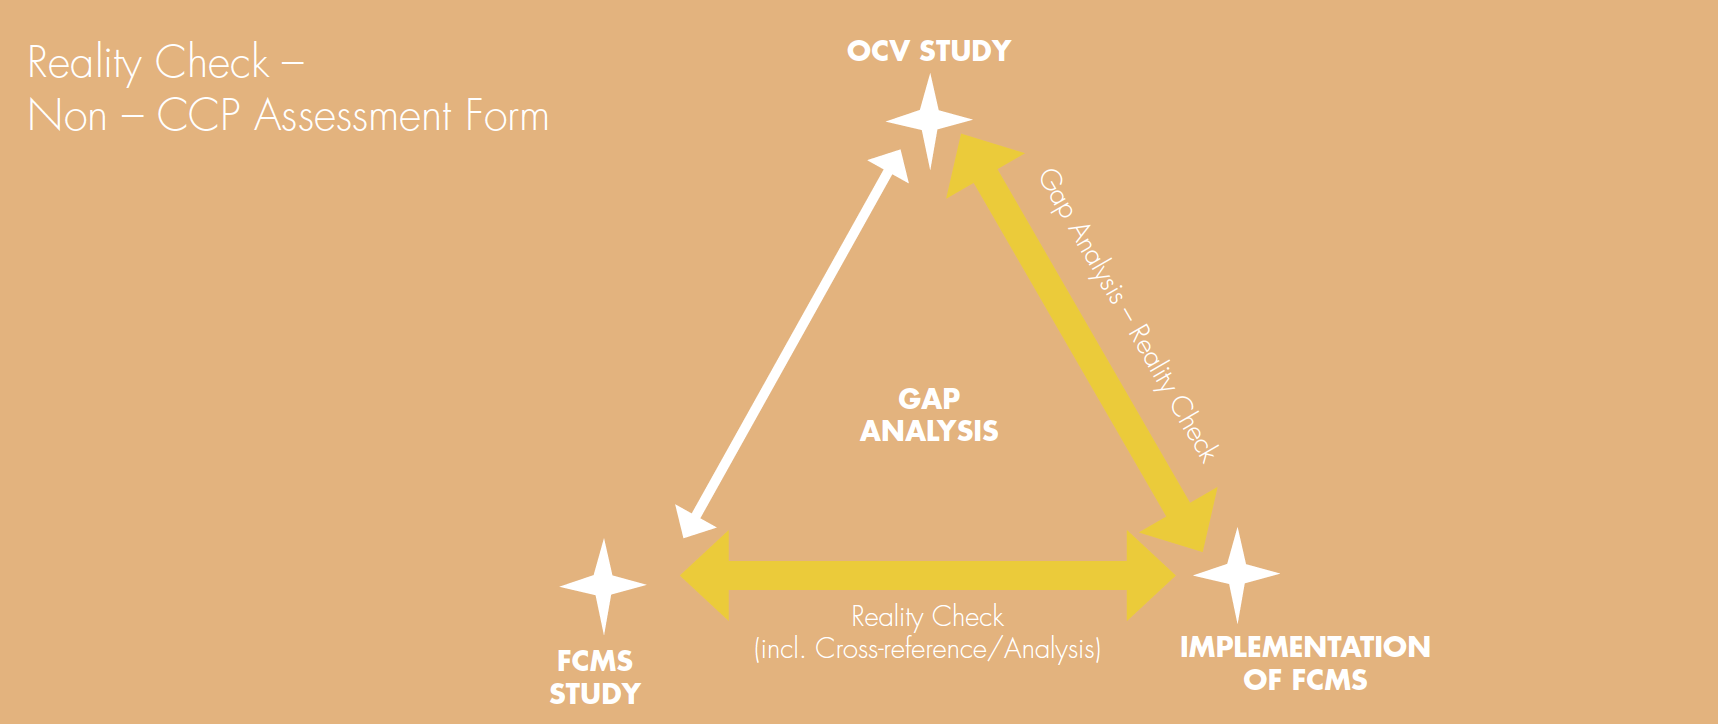 Reality Check –
Non – CCP Assessment Form
OCV STUDY
Gap Analysis – Reality Check
GAP
ANALYSIS
Reality Check
(incl. Cross-reference/Analysis)
FCMS
STUDY
IMPLEMENTATION
OF FCMS